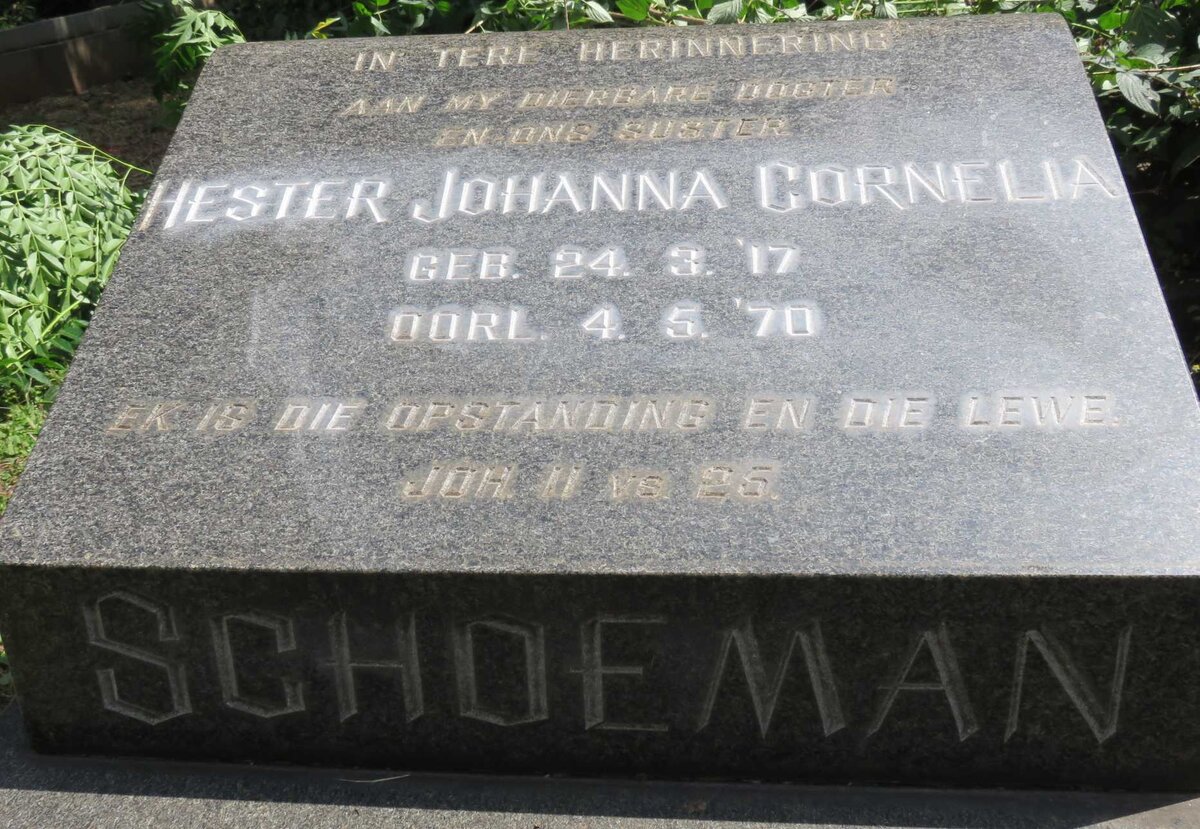 IN TERE HERINNERING
AAN MY DIERBARE DOGTER
EN ONS SUSTER
HESTER JOHANNA CORNELIA
GEB. 24. 3. '17
OORL. 4. 5. '70
EK IS DIE OPSTANDING EN DIE LEWE.
JOH. 11 vs. 25.
SCHOEMAN